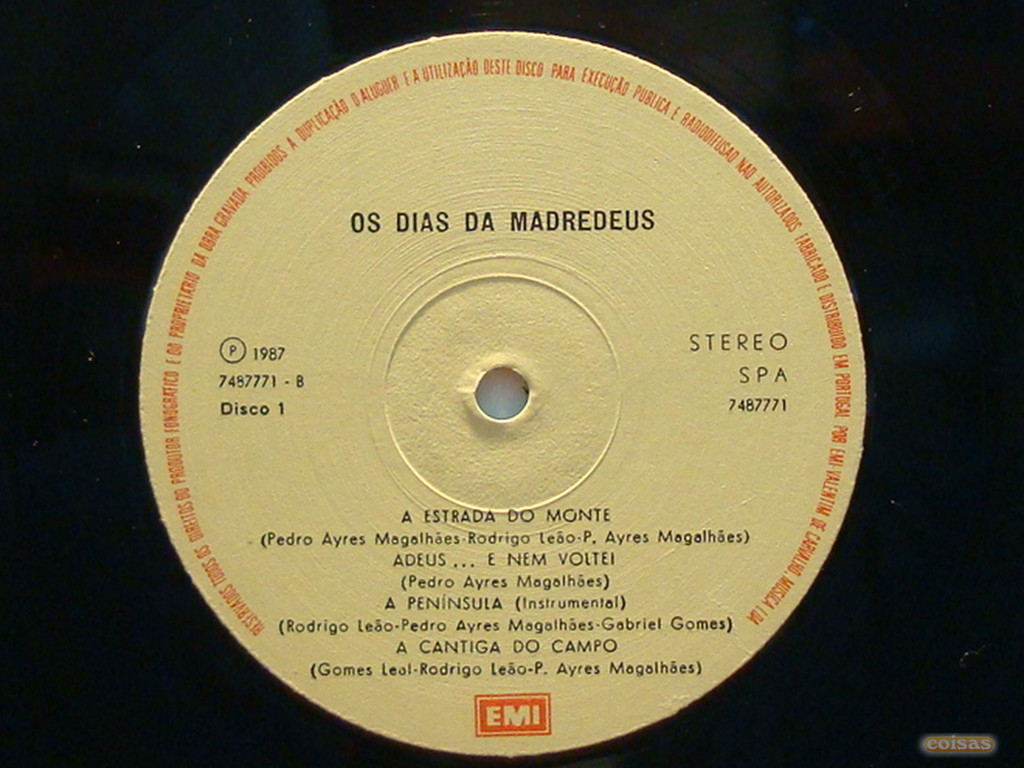 RESERVADOS TODOS OS DIREITOS DO PRODUTOR FONOGRÁFICO E DO PROPRIETÁRIO DA OBRA GRAVADA. PROIBIDOS A DUPLICAÇÃO O ALUGUER E A UTILIZAÇÃO DESTE DISCO PARA EXECUÇÃO PUBLICA E RADIODIFUSÃO NÃO AUTORIZADOS FABRICADO E DISTRIBUIDO EM PORTUGAL POR EMI-VALENTIM DE CARVALHO MUSICA LDA
OS DIAS DA MADREDEUS
Ⓟ 1987
7487771 - B
Disco 1
STEREO
SPA
7487771
A ESTRADA DO MONTE
(Pedro Ayres Magalhães-Rodrigo Leão-P. Ayres Magalhães)
ADEUS... E NEM VOLTEI
(Pedro Ayres Magalhães)
A PENÍNSULA (Instrumental)
(Rodrigo Leão-Pedro Ayres Magalhães-Gabriel Gomes)
A CANTIGA DO CAMPO
(Gomes Leal-Rodrigo Leão-P. Ayres Magalhães)
EMI
coisas